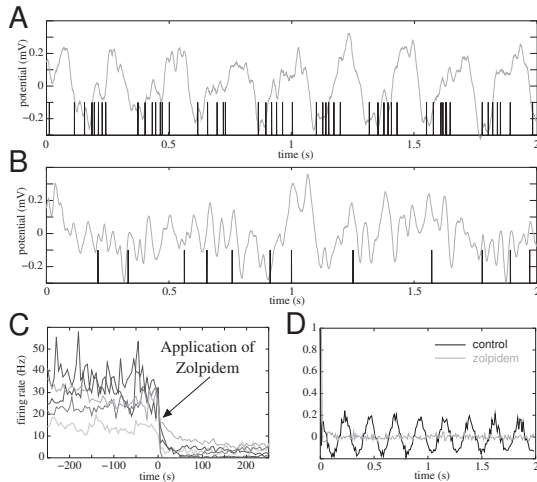 A
potential (mV)
0.2
0
−0.2
0
0.5
1
1.5
2
time (s)
B
potential (mV)
0.2
0
−0.2
0
0.5
1
1.5
2
time (s)
C
firing rate (Hz)
50
40
30
20
10
0
−200
−100
0
100
200
time (s)
Application of
Zolpidem
D
1
0.8
0.6
0.4
0.2
0
0
0.5
1
1.5
2
time (s)
control
zolpidem